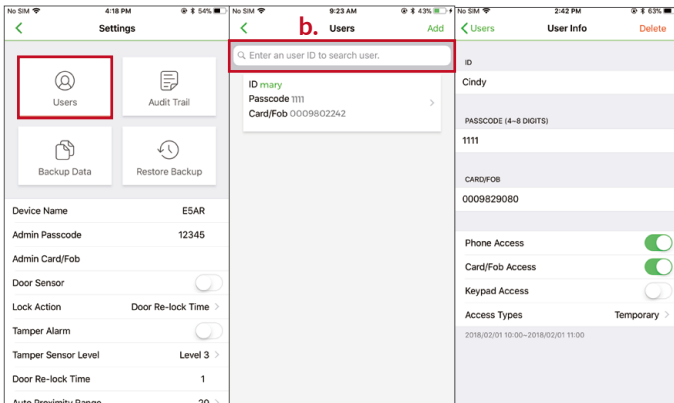 No SIM 4:18 PM 54%
Settings
Users
Audit Trail
Backup Data
Restore Backup
Device Name E5AR
Admin Passcode 12345
Admin Card/Fob
Door Sensor
Lock Action Door Re-lock Time >
Tamper Alarm
Tamper Sensor Level Level 3 >
Door Re-lock Time 1
Auto Proximity Range 20 >
No SIM 9:23 AM 43%
b.
Users
Add
Enter an user ID to search user.
ID mary
Passcode 1111
Card/Fob 0009802242
No SIM 2:42 PM 63%
Users User Info Delete
ID
Cindy
PASSCODE (4~8 DIGITS)
1111
CARD/FOB
0009829080
Phone Access
Card/Fob Access
Keypad Access
Access Types Temporary >
2018/02/01 10:00~2018/02/01 11:00